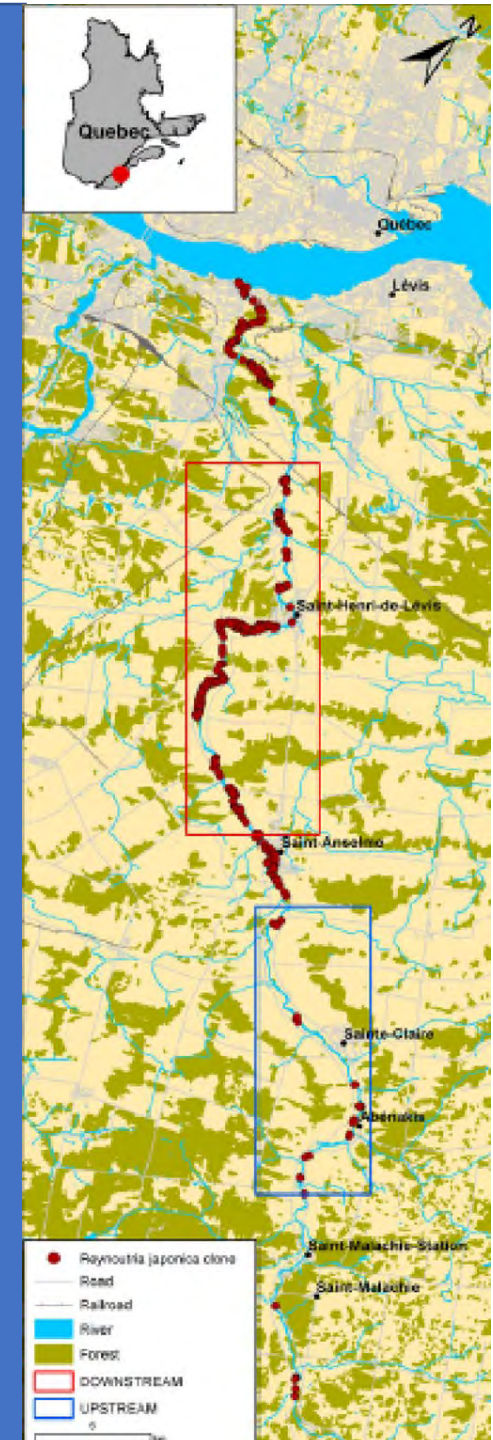 Quebec
N
Québec
Lévis
Saint-Henri-de-Lévis
Saint-Anselme
Sainte-Claire
Abénakis
Saint-Malachie-Station
Saint-Malachie
Reynoutria japonica clone
Road
Railroad
River
Forest
DOWNSTREAM
UPSTREAM